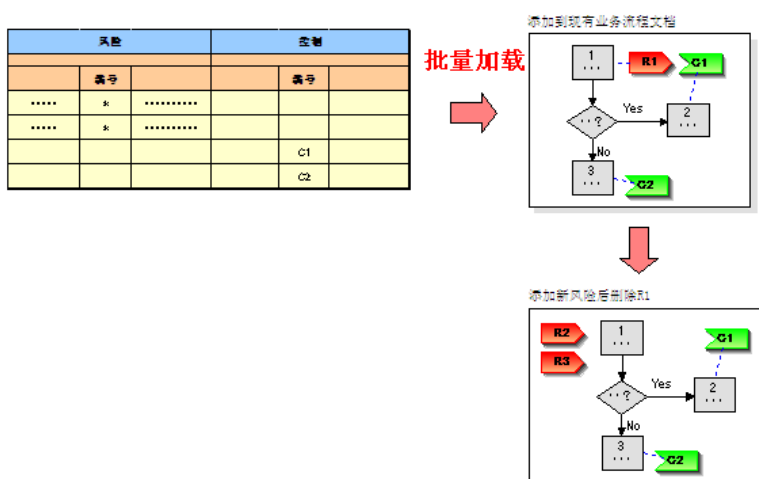 添加到现有业务流程文档
风险 控制
编号 编号
····· * ··········
····· * ··········
C1
C2
批量加载
1
...
R1
C1
··?
Yes
2
...
No
3
...
C2
添加新风险后删除R1
R2
R3
1
...
C1
··?
Yes
2
...
No
3
...
C2